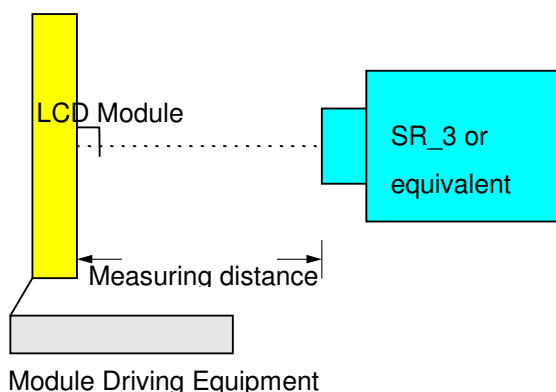 LCD Module
SR_3 or
equivalent
Measuring distance
Module Driving Equipment